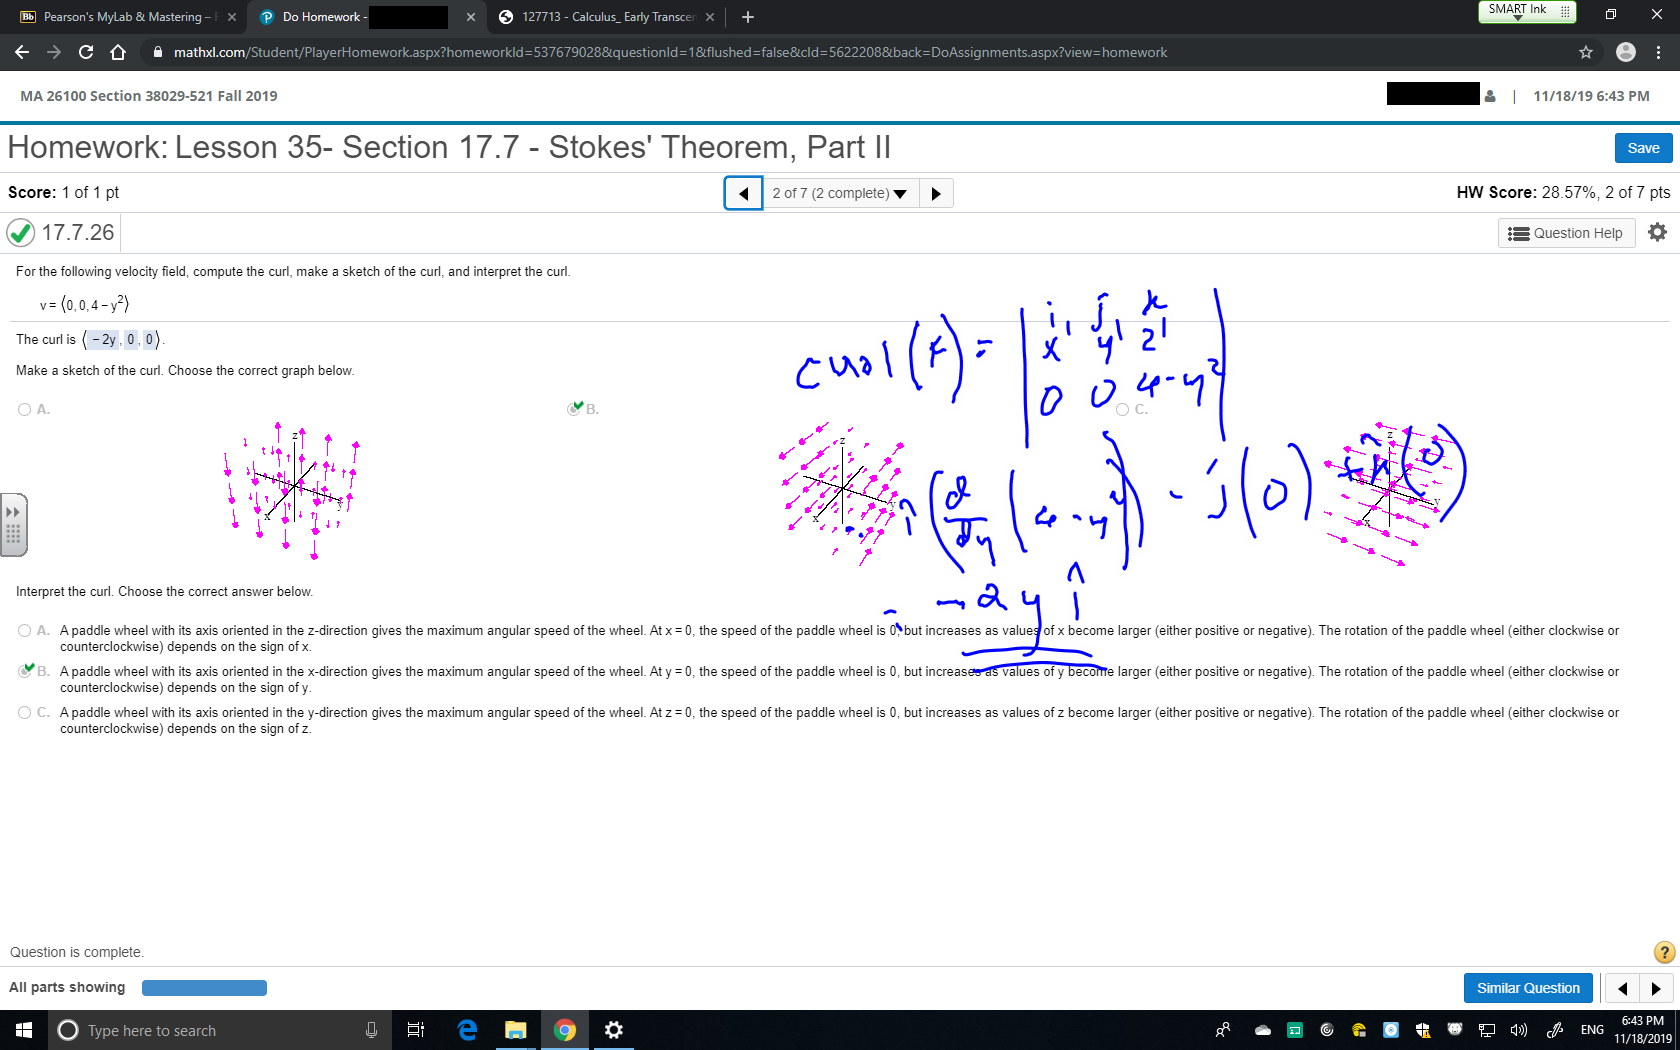 Pearson's MyLab & Mastering –
Do Homework -
127713 - Calculus_ Early Transcen
SMART Ink
mathxl.com/Student/PlayerHomework.aspx?homeworkId=537679028&questionId=1&flushed=false&cId=5622208&back=DoAssignments.aspx?view=homework
MA 26100 Section 38029-521 Fall 2019
| 11/18/19 6:43 PM
Homework: Lesson 35- Section 17.7 - Stokes' Theorem, Part II
Save
Score: 1 of 1 pt
2 of 7 (2 complete)
HW Score: 28.57%, 2 of 7 pts
17.7.26
Question Help
For the following velocity field, compute the curl, make a sketch of the curl, and interpret the curl.
v = ⟨0, 0, 4 – y²⟩
The curl is ⟨ – 2y, 0, 0⟩.
Make a sketch of the curl. Choose the correct graph below.
i j k
curl (F) = x y z
0 0 4-y²
A.
B.
C.
z
y
x
z
y
x
z
y
x
î (d/dy (4-y²)) - j (0) + k̂ (0)
= -2y î
Interpret the curl. Choose the correct answer below.
A. A paddle wheel with its axis oriented in the z-direction gives the maximum angular speed of the wheel. At x = 0, the speed of the paddle wheel is 0, but increases as values of x become larger (either positive or negative). The rotation of the paddle wheel (either clockwise or
counterclockwise) depends on the sign of x.
B. A paddle wheel with its axis oriented in the x-direction gives the maximum angular speed of the wheel. At y = 0, the speed of the paddle wheel is 0, but increases as values of y become larger (either positive or negative). The rotation of the paddle wheel (either clockwise or
counterclockwise) depends on the sign of y.
C. A paddle wheel with its axis oriented in the y-direction gives the maximum angular speed of the wheel. At z = 0, the speed of the paddle wheel is 0, but increases as values of z become larger (either positive or negative). The rotation of the paddle wheel (either clockwise or
counterclockwise) depends on the sign of z.
Question is complete.
?
All parts showing
Similar Question
Type here to search
ENG
6:43 PM
11/18/2019